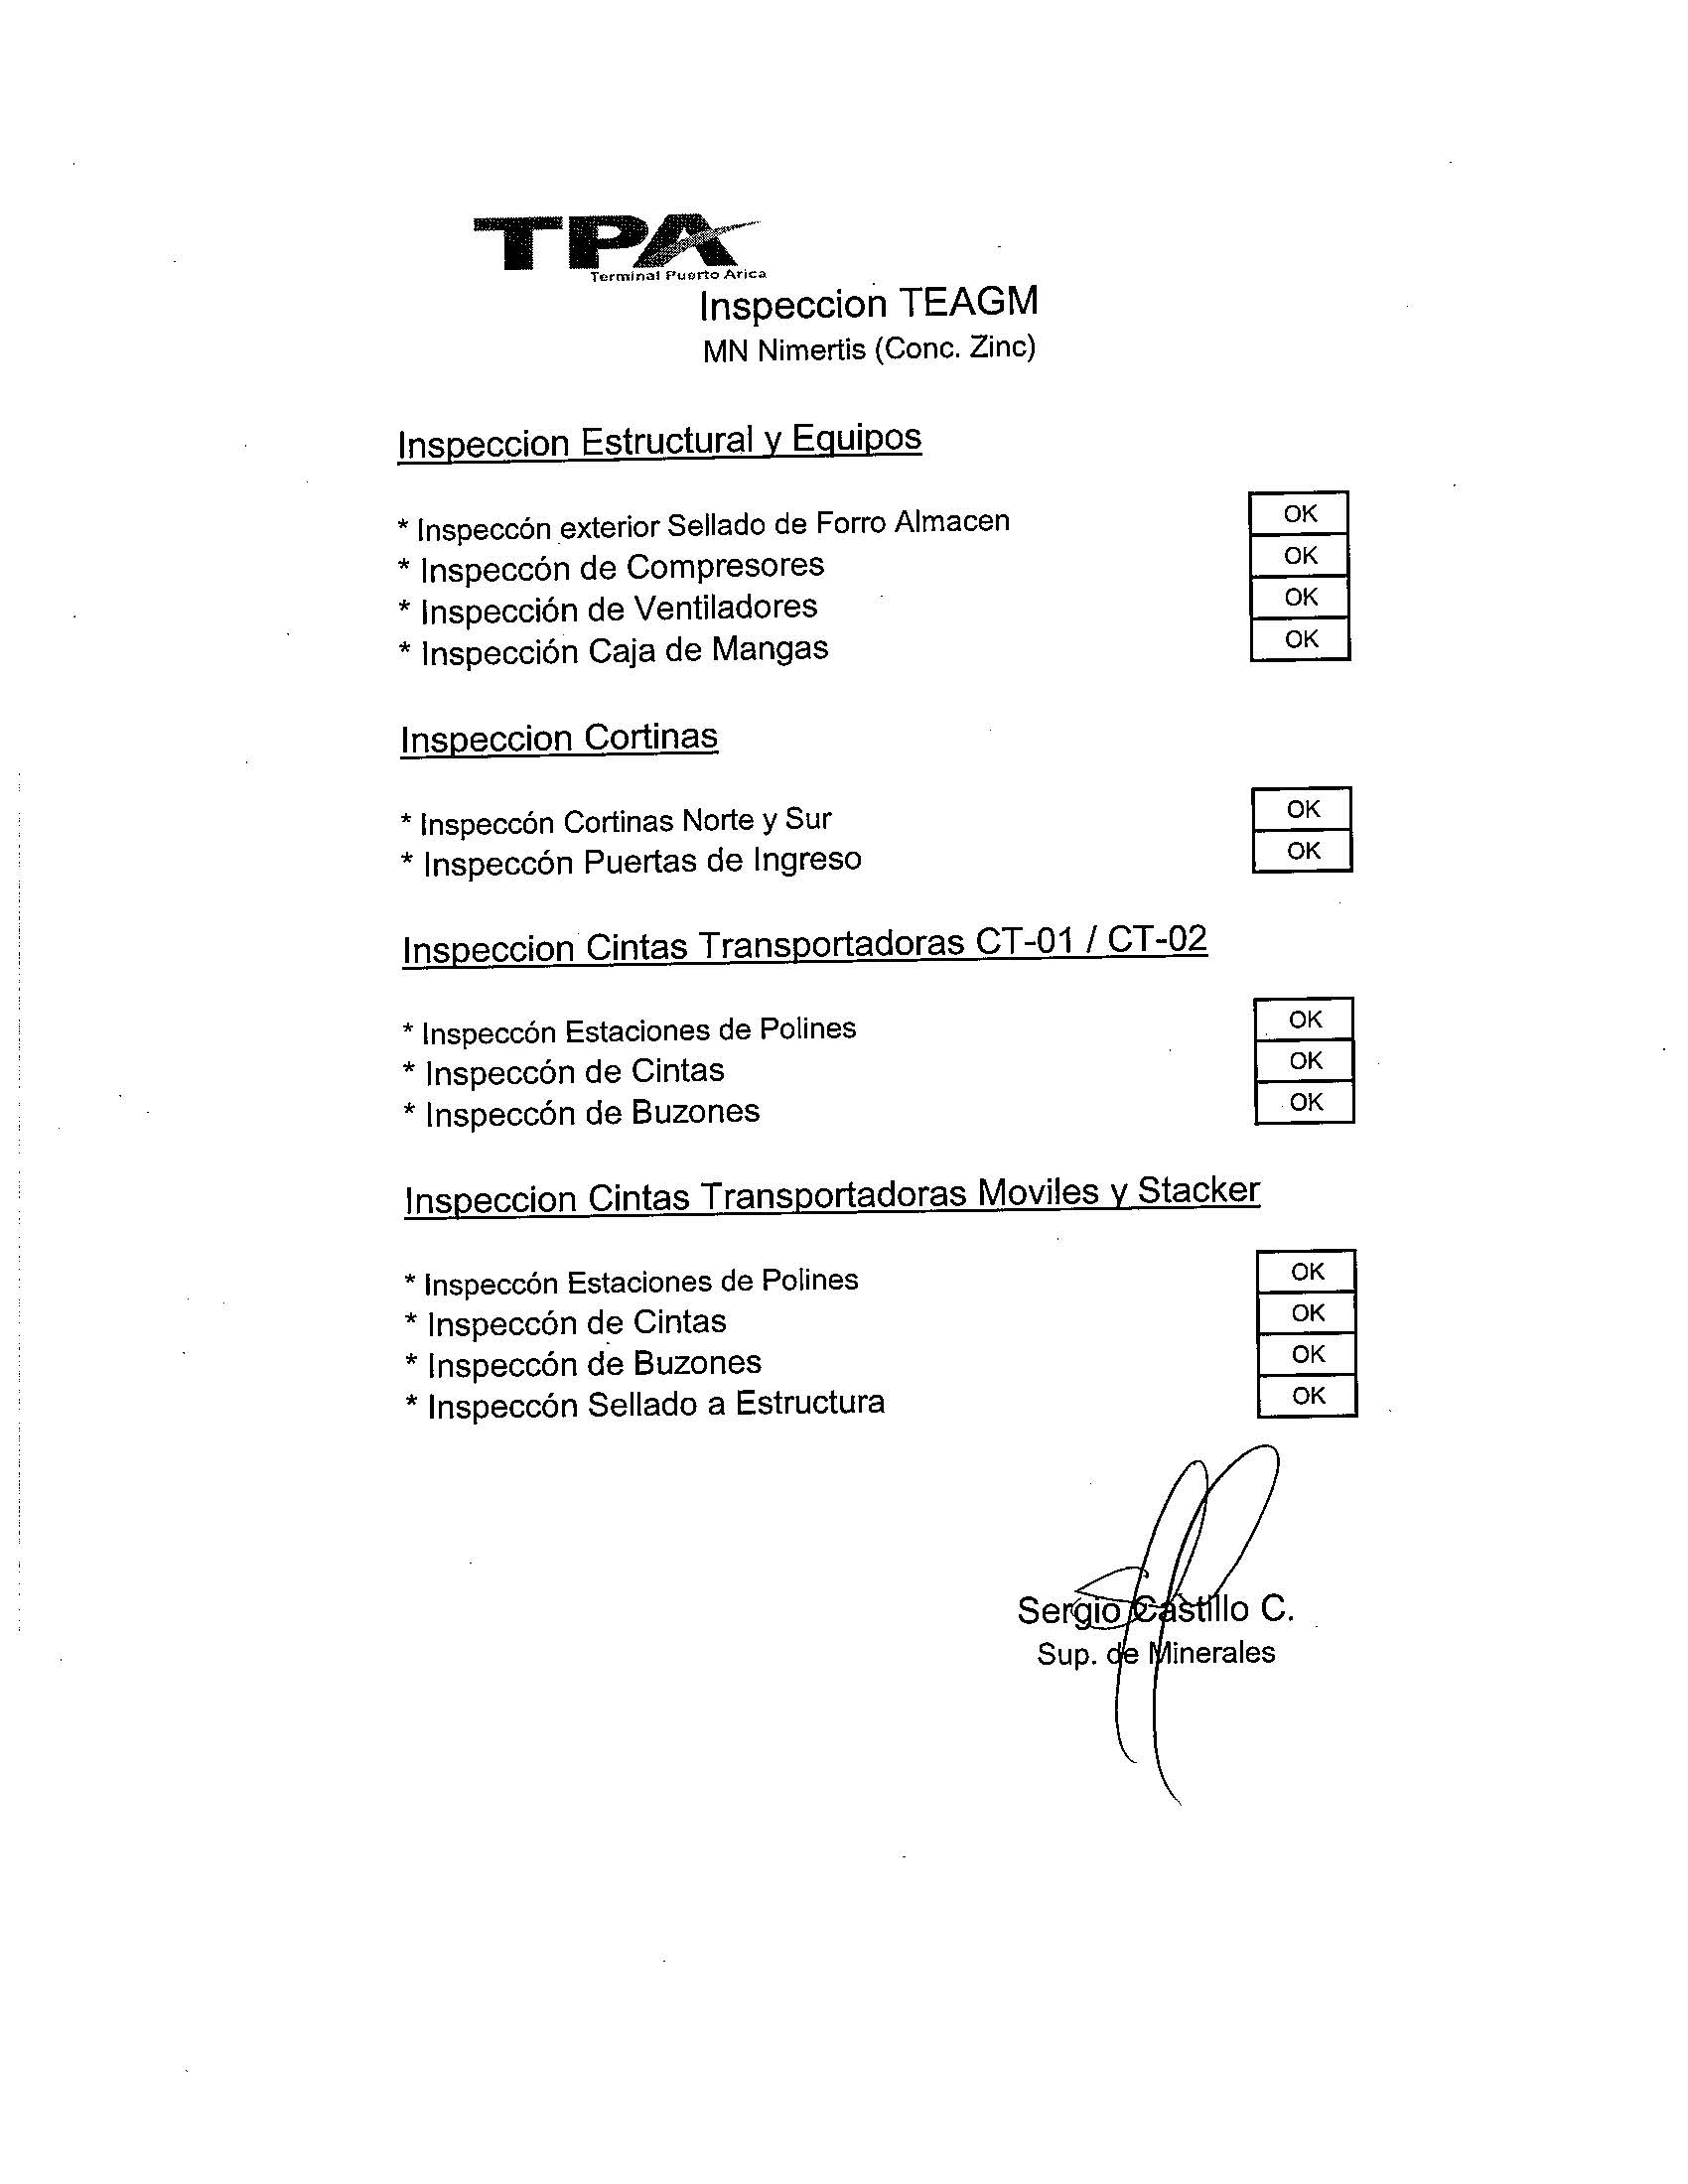 TPA
Terminal Puerto Arica
Inspeccion TEAGM
MN Nimertis (Conc. Zinc)
Inspeccion Estructural y Equipos
* Inspeccón exterior Sellado de Forro Almacen OK
* Inspeccón de Compresores OK
* Inspección de Ventiladores OK
* Inspección Caja de Mangas OK
Inspeccion Cortinas
* Inspeccón Cortinas Norte y Sur OK
* Inspeccón Puertas de Ingreso OK
Inspeccion Cintas Transportadoras CT-01 / CT-02
* Inspeccón Estaciones de Polines OK
* Inspeccón de Cintas OK
* Inspeccón de Buzones OK
Inspeccion Cintas Transportadoras Moviles y Stacker
* Inspeccón Estaciones de Polines OK
* Inspeccón de Cintas OK
* Inspeccón de Buzones OK
* Inspeccón Sellado a Estructura OK
Sergio Castillo C.
Sup. de Minerales